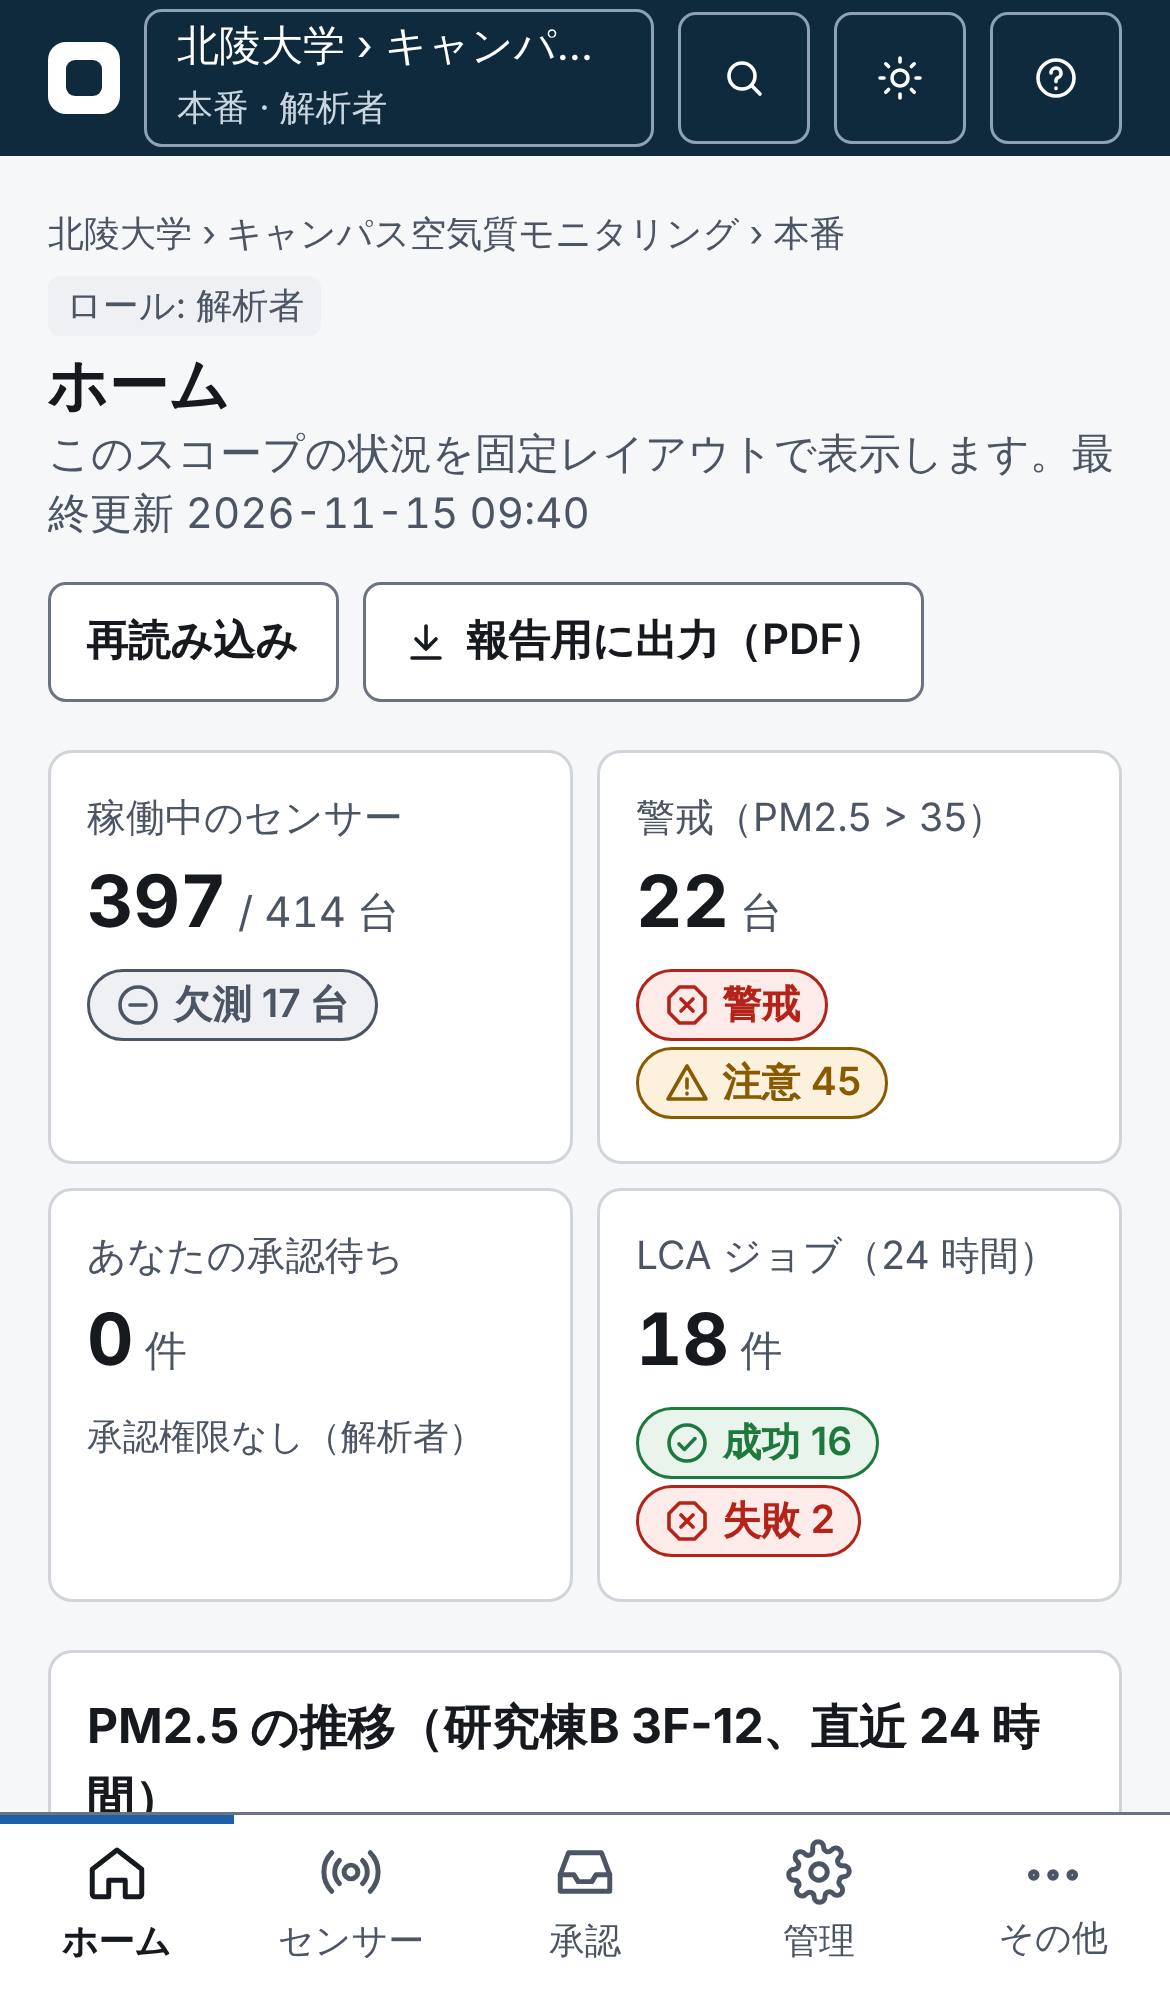 北陵大学 › キャンパ...
本番 · 解析者
北陵大学 › キャンパス空気質モニタリング › 本番
ロール: 解析者
ホーム
このスコープの状況を固定レイアウトで表示します。最
終更新 2026-11-15 09:40
再読み込み
報告用に出力（PDF）
稼働中のセンサー
397 / 414 台
欠測 17 台
警戒（PM2.5 > 35）
22 台
警戒
注意 45
あなたの承認待ち
0 件
承認権限なし（解析者）
LCA ジョブ（24 時間）
18 件
成功 16
失敗 2
PM2.5 の推移（研究棟B 3F-12、直近 24 時
間）
ホーム
センサー
承認
管理
その他